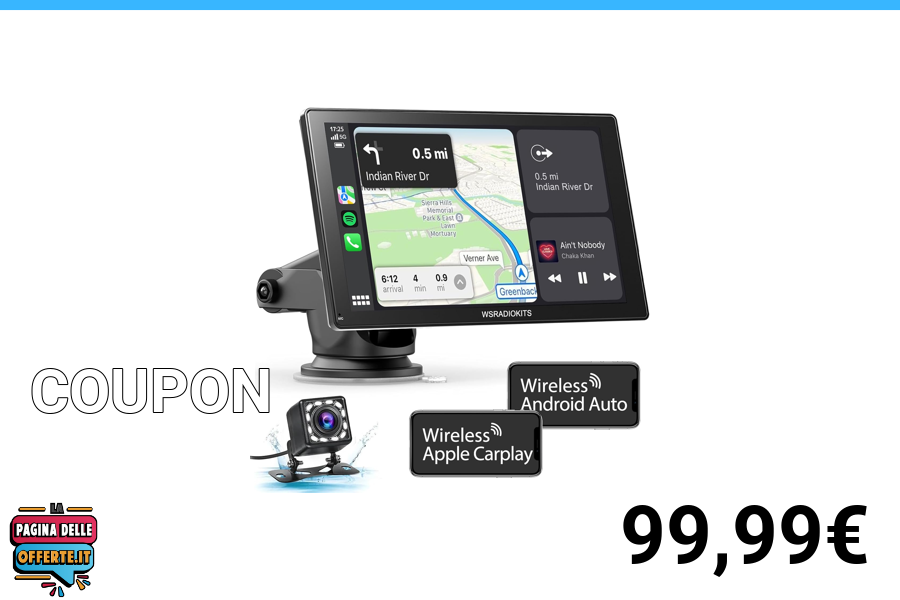 17:25
5G
0.5 mi
Indian River Dr
Sierra Hills
Memorial
Park & East
Lawn
Mortuary
Verner Ave
6:12
4
0.9
arrival
min
mi
Greenback
0.5 mi
Indian River Dr
Ain't Nobody
Chaka Khan
WSRADIOKITS
COUPON
Wireless
Android Auto
Wireless
Apple Carplay
LA
PAGINA DELLE
OFFERTE.IT
99,99€